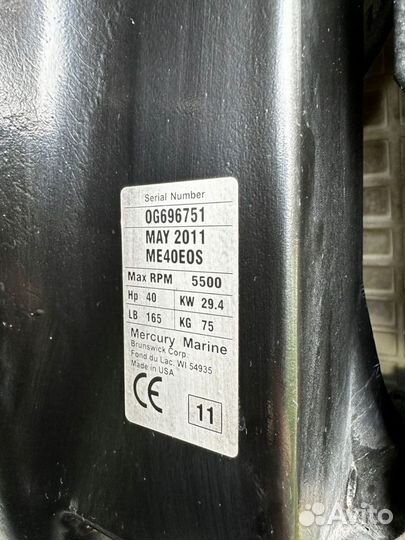 Serial Number
0G696751
MAY 2011
ME40EOS
Max RPM 5500
Hp 40 KW 29.4
LB 165 KG 75
Mercury Marine
Brunswick Corp.
Fond du Lac, WI 54935
Made in USA
CE 11
Avito